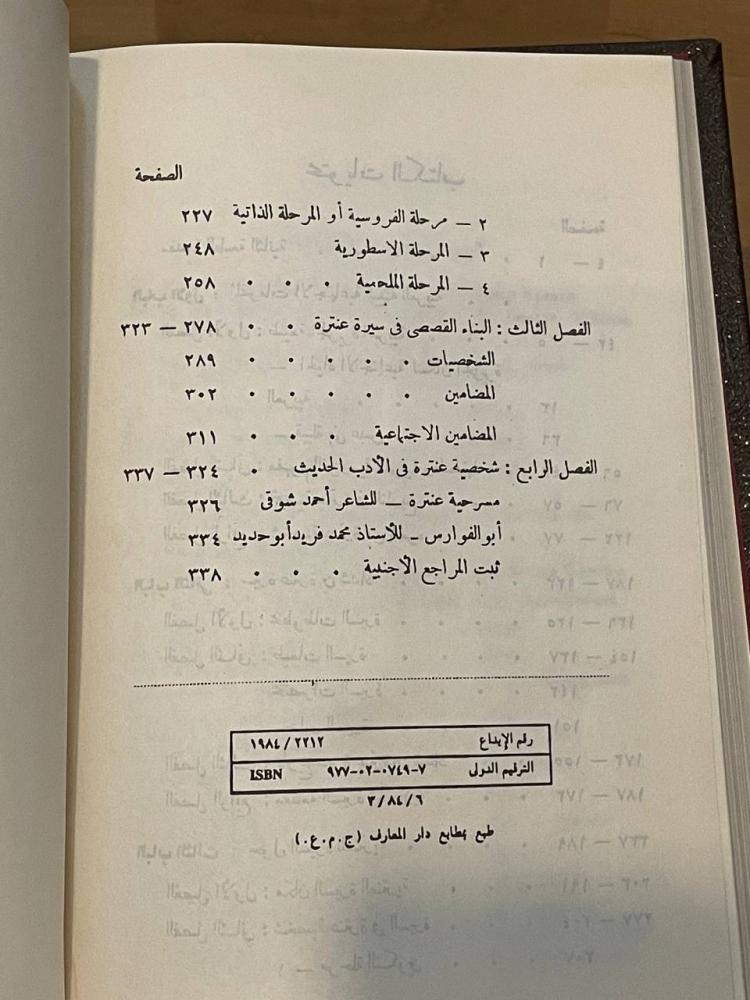 الصفحة
٢ — مرحلة الفروسية أو المرحلة الذاتية ٢٢٧
٣ — المرحلة الاسطورية ٢٤٨
٤ — المرحلة الملحمية . . . ٢٥٨
الفصل الثالث : البناء القصصى فى سيرة عنترة . . ٢٧٨ — ٣٢٣
الشخصيات . . . . . ٢٨٩
المضامين . . . . . ٣٠٢
المضامين الاجتماعية . . . ٣١١
الفصل الرابع : شخصية عنترة فى الأدب الحديث . ٣٢٤ — ٣٣٧
مسرحية عنترة — للشاعر أحمد شوقى ٣٢٦
أبوالفوارس — للأستاذ محمد فريد أبو حديد ٣٣٤
ثبت المراجع الأجنبية . . . ٣٣٨
رقم الإيداع ١٩٨٤/٢٢١٢
الترقيم الدولى ٩٧٧-٠٢-٠٧٤٩-٧ ISBN
٣/٨٤/٦
طبع بمطابع دار المعارف (ج.م.ع.)